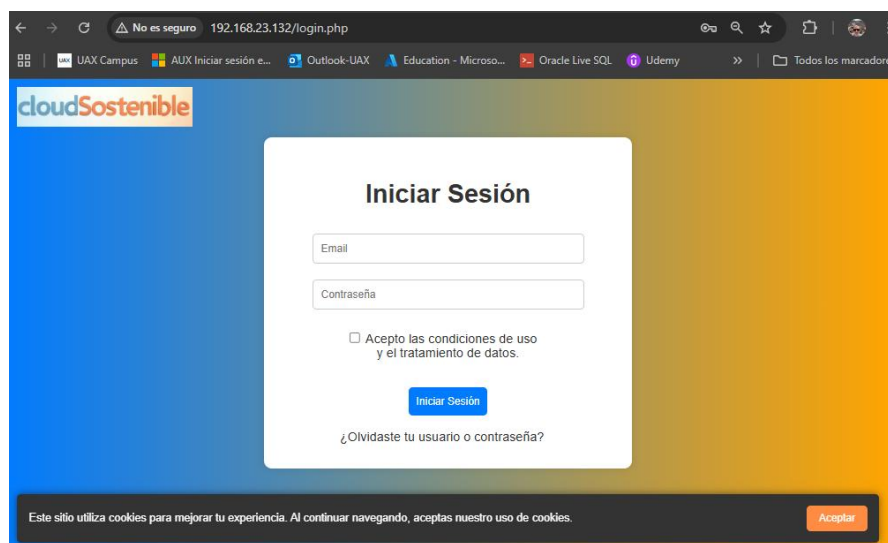 No es seguro 192.168.23.132/login.php
UAX UAX Campus AUX Iniciar sesión e... Outlook-UAX Education - Microso... Oracle Live SQL Udemy » Todos los marcadore
cloudSostenible
Iniciar Sesión
Email
Contraseña
Acepto las condiciones de uso
y el tratamiento de datos.
Iniciar Sesión
¿Olvidaste tu usuario o contraseña?
Este sitio utiliza cookies para mejorar tu experiencia. Al continuar navegando, aceptas nuestro uso de cookies. Aceptar